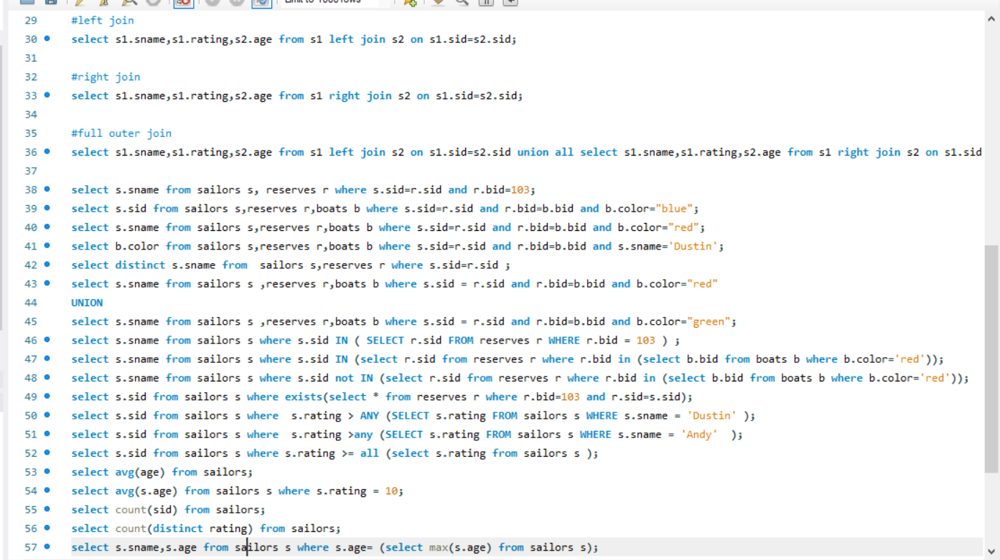 29 #left join
30 select s1.sname,s1.rating,s2.age from s1 left join s2 on s1.sid=s2.sid;
31
32 #right join
33 select s1.sname,s1.rating,s2.age from s1 right join s2 on s1.sid=s2.sid;
34
35 #full outer join
36 select s1.sname,s1.rating,s2.age from s1 left join s2 on s1.sid=s2.sid union all select s1.sname,s1.rating,s2.age from s1 right join s2 on s1.sid
37
38 select s.sname from sailors s, reserves r where s.sid=r.sid and r.bid=103;
39 select s.sid from sailors s,reserves r,boats b where s.sid=r.sid and r.bid=b.bid and b.color="blue";
40 select s.sname from sailors s,reserves r,boats b where s.sid=r.sid and r.bid=b.bid and b.color="red";
41 select b.color from sailors s,reserves r,boats b where s.sid=r.sid and r.bid=b.bid and s.sname='Dustin';
42 select distinct s.sname from  sailors s,reserves r where s.sid=r.sid ;
43 select s.sname from sailors s ,reserves r,boats b where s.sid = r.sid and r.bid=b.bid and b.color="red"
44 UNION
45 select s.sname from sailors s ,reserves r,boats b where s.sid = r.sid and r.bid=b.bid and b.color="green";
46 select s.sname from sailors s where s.sid IN ( SELECT r.sid FROM reserves r WHERE r.bid = 103 ) ;
47 select s.sname from sailors s where s.sid IN (select r.sid from reserves r where r.bid in (select b.bid from boats b where b.color='red'));
48 select s.sname from sailors s where s.sid not IN (select r.sid from reserves r where r.bid in (select b.bid from boats b where b.color='red'));
49 select s.sid from sailors s where exists(select * from reserves r where r.bid=103 and r.sid=s.sid);
50 select s.sid from sailors s where  s.rating > ANY (SELECT s.rating FROM sailors s WHERE s.sname = 'Dustin' );
51 select s.sid from sailors s where  s.rating >any (SELECT s.rating FROM sailors s WHERE s.sname = 'Andy'  );
52 select s.sid from sailors s where s.rating >= all (select s.rating from sailors s );
53 select avg(age) from sailors;
54 select avg(s.age) from sailors s where s.rating = 10;
55 select count(sid) from sailors;
56 select count(distinct rating) from sailors;
57 select s.sname,s.age from sailors s where s.age= (select max(s.age) from sailors s);